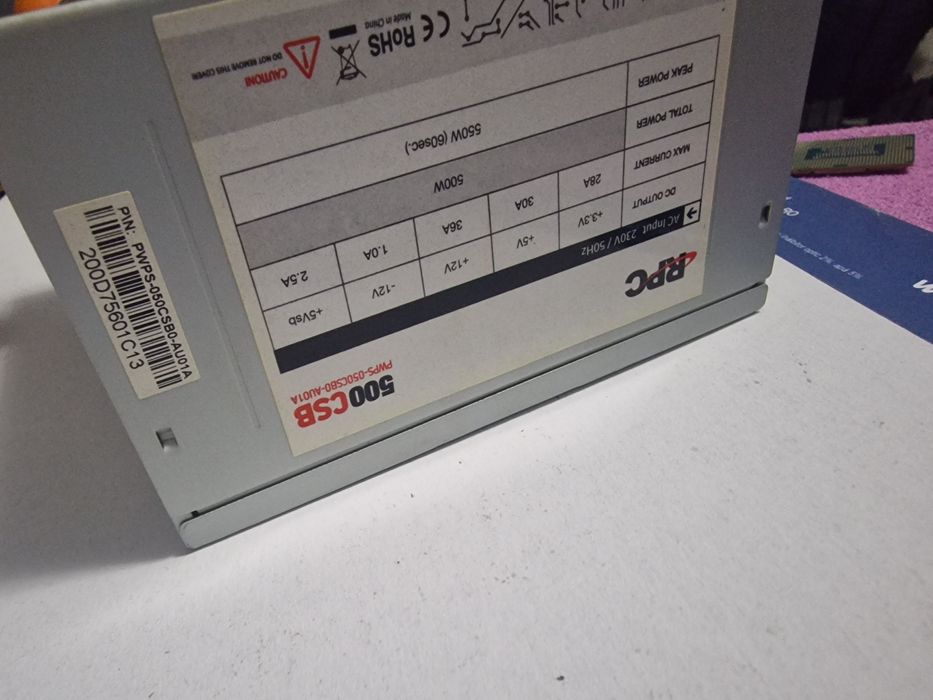 RPC
500CSB
PWPS-050CSB0-AU01A
AC Input 230V / 50Hz
DC OUTPUT +3.3V +5V +12V -12V +5Vsb
MAX CURRENT 28A 30A 36A 1.0A 2.5A
TOTAL POWER 500W
PEAK POWER 550W (60sec.)
CE RoHS
Made in China
CAUTION!
DO NOT REMOVE THIS COVER
P/N: PWPS-050CSB0-AU01A
200D75601C13